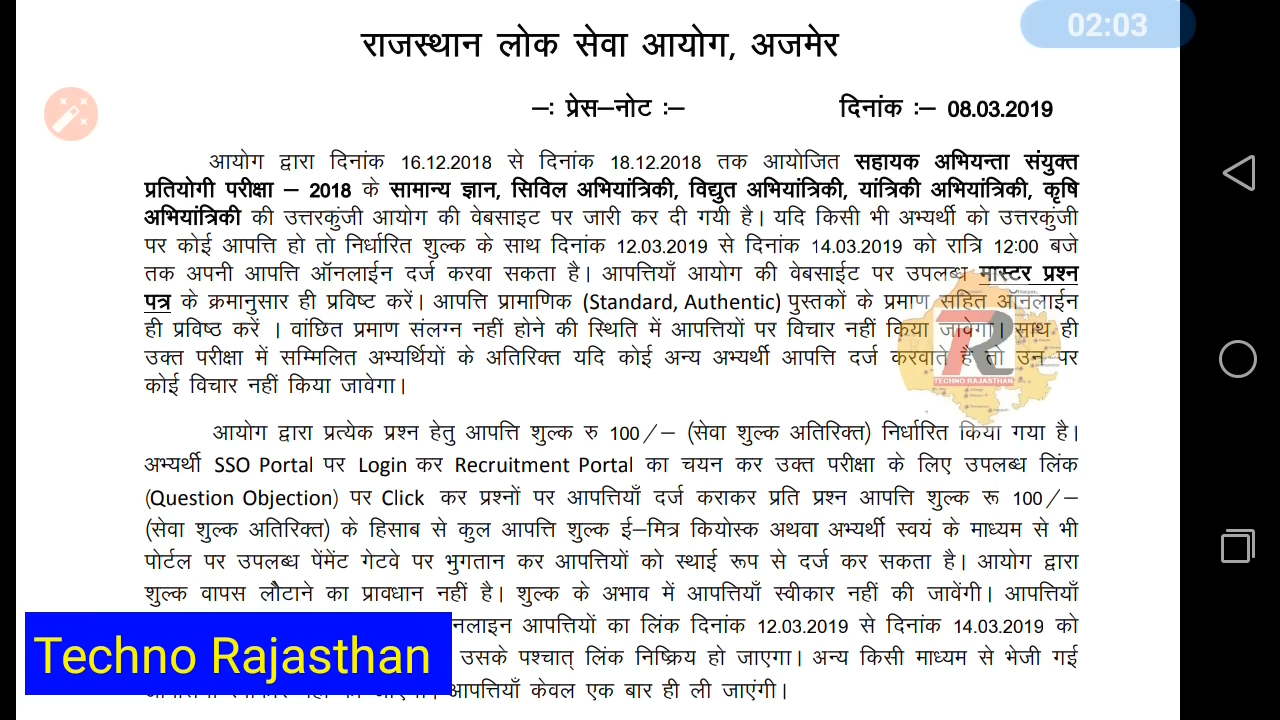 02:03
राजस्थान लोक सेवा आयोग, अजमेर
–: प्रेस–नोट :– दिनांक :– 08.03.2019
आयोग द्वारा दिनांक 16.12.2018 से दिनांक 18.12.2018 तक आयोजित सहायक अभियन्ता संयुक्त
प्रतियोगी परीक्षा – 2018 के सामान्य ज्ञान, सिविल अभियांत्रिकी, विद्युत अभियांत्रिकी, यांत्रिकी अभियांत्रिकी, कृषि
अभियांत्रिकी की उत्तरकुंजी आयोग की वेबसाइट पर जारी कर दी गयी है। यदि किसी भी अभ्यर्थी को उत्तरकुंजी
पर कोई आपत्ति हो तो निर्धारित शुल्क के साथ दिनांक 12.03.2019 से दिनांक 14.03.2019 को रात्रि 12:00 बजे
तक अपनी आपत्ति ऑनलाईन दर्ज करवा सकता है। आपत्तियाँ आयोग की वेबसाईट पर उपलब्ध मास्टर प्रश्न
पत्र के क्रमानुसार ही प्रविष्ट करें। आपत्ति प्रामाणिक (Standard, Authentic) पुस्तकों के प्रमाण सहित ऑनलाईन
ही प्रविष्ठ करें । वांछित प्रमाण संलग्न नहीं होने की स्थिति में आपत्तियों पर विचार नहीं किया जावेगा। साथ ही
उक्त परीक्षा में सम्मिलित अभ्यर्थियों के अतिरिक्त यदि कोई अन्य अभ्यर्थी आपत्ति दर्ज करवाते है तो उन पर
कोई विचार नहीं किया जावेगा।
TR
TECHNO RAJASTHAN
आयोग द्वारा प्रत्येक प्रश्न हेतु आपत्ति शुल्क रु 100/– (सेवा शुल्क अतिरिक्त) निर्धारित किया गया है।
अभ्यर्थी SSO Portal पर Login कर Recruitment Portal का चयन कर उक्त परीक्षा के लिए उपलब्ध लिंक
(Question Objection) पर Click कर प्रश्नों पर आपत्तियाँ दर्ज कराकर प्रति प्रश्न आपत्ति शुल्क रू 100/–
(सेवा शुल्क अतिरिक्त) के हिसाब से कुल आपत्ति शुल्क ई–मित्र कियोस्क अथवा अभ्यर्थी स्वयं के माध्यम से भी
पोर्टल पर उपलब्ध पेंमेंट गेटवे पर भुगतान कर आपत्तियों को स्थाई रूप से दर्ज कर सकता है। आयोग द्वारा
शुल्क वापस लौटाने का प्रावधान नहीं है। शुल्क के अभाव में आपत्तियाँ स्वीकार नहीं की जावेंगी। आपत्तियाँ
नलाइन आपत्तियों का लिंक दिनांक 12.03.2019 से दिनांक 14.03.2019 को
उसके पश्चात् लिंक निष्क्रिय हो जाएगा। अन्य किसी माध्यम से भेजी गई
आपत्तियाँ केवल एक बार ही ली जाएंगी।
Techno Rajasthan